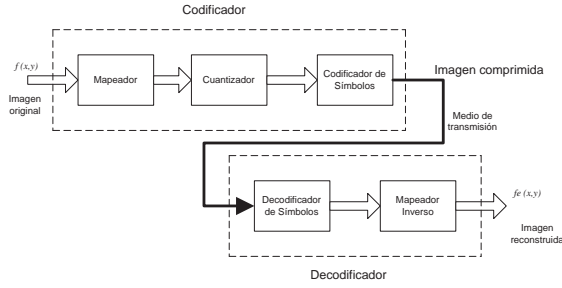 Codificador
f (x,y)
Imagen
original
Mapeador
Cuantizador
Codificador de
Símbolos
Imagen comprimida
Medio de
transmisión
Decodificador
de Símbolos
Mapeador
Inverso
fe (x,y)
Imagen
reconstruida
Decodificador